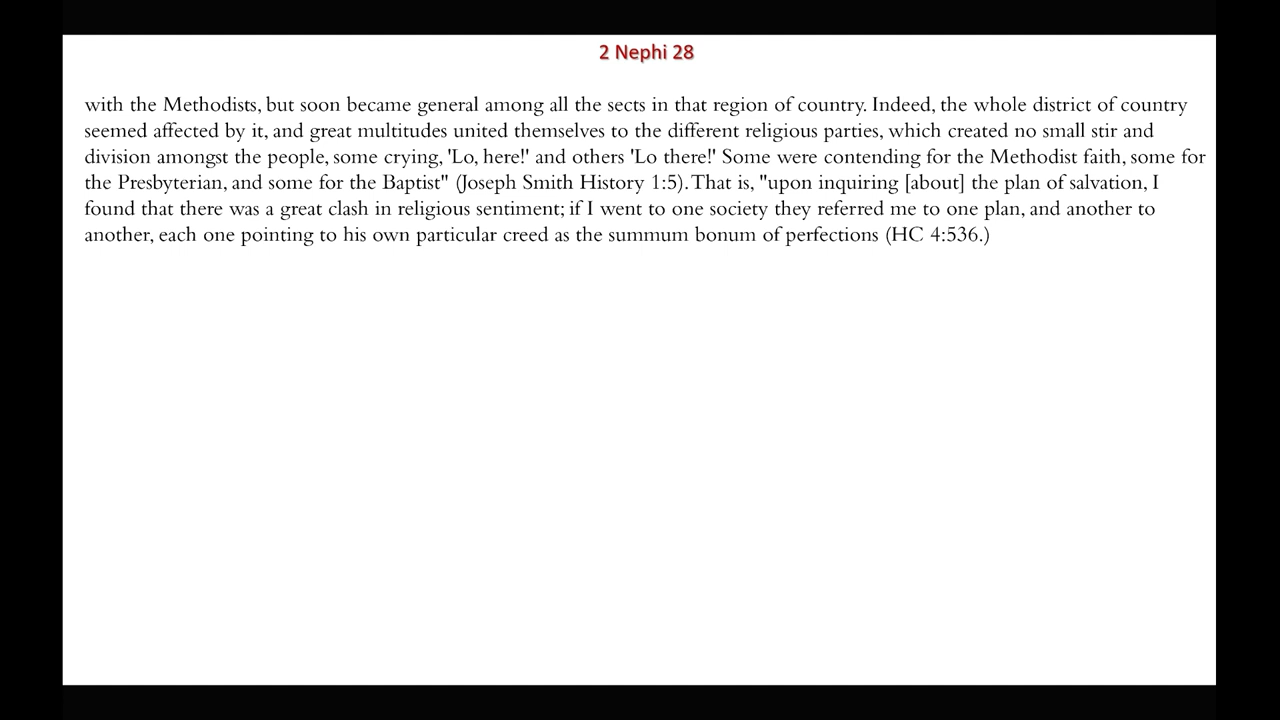 2 Nephi 28
with the Methodists, but soon became general among all the sects in that region of country. Indeed, the whole district of country
seemed affected by it, and great multitudes united themselves to the different religious parties, which created no small stir and
division amongst the people, some crying, 'Lo, here!' and others 'Lo there!' Some were contending for the Methodist faith, some for
the Presbyterian, and some for the Baptist" (Joseph Smith History 1:5). That is, "upon inquiring [about] the plan of salvation, I
found that there was a great clash in religious sentiment; if I went to one society they referred me to one plan, and another to
another, each one pointing to his own particular creed as the summum bonum of perfections (HC 4:536.)